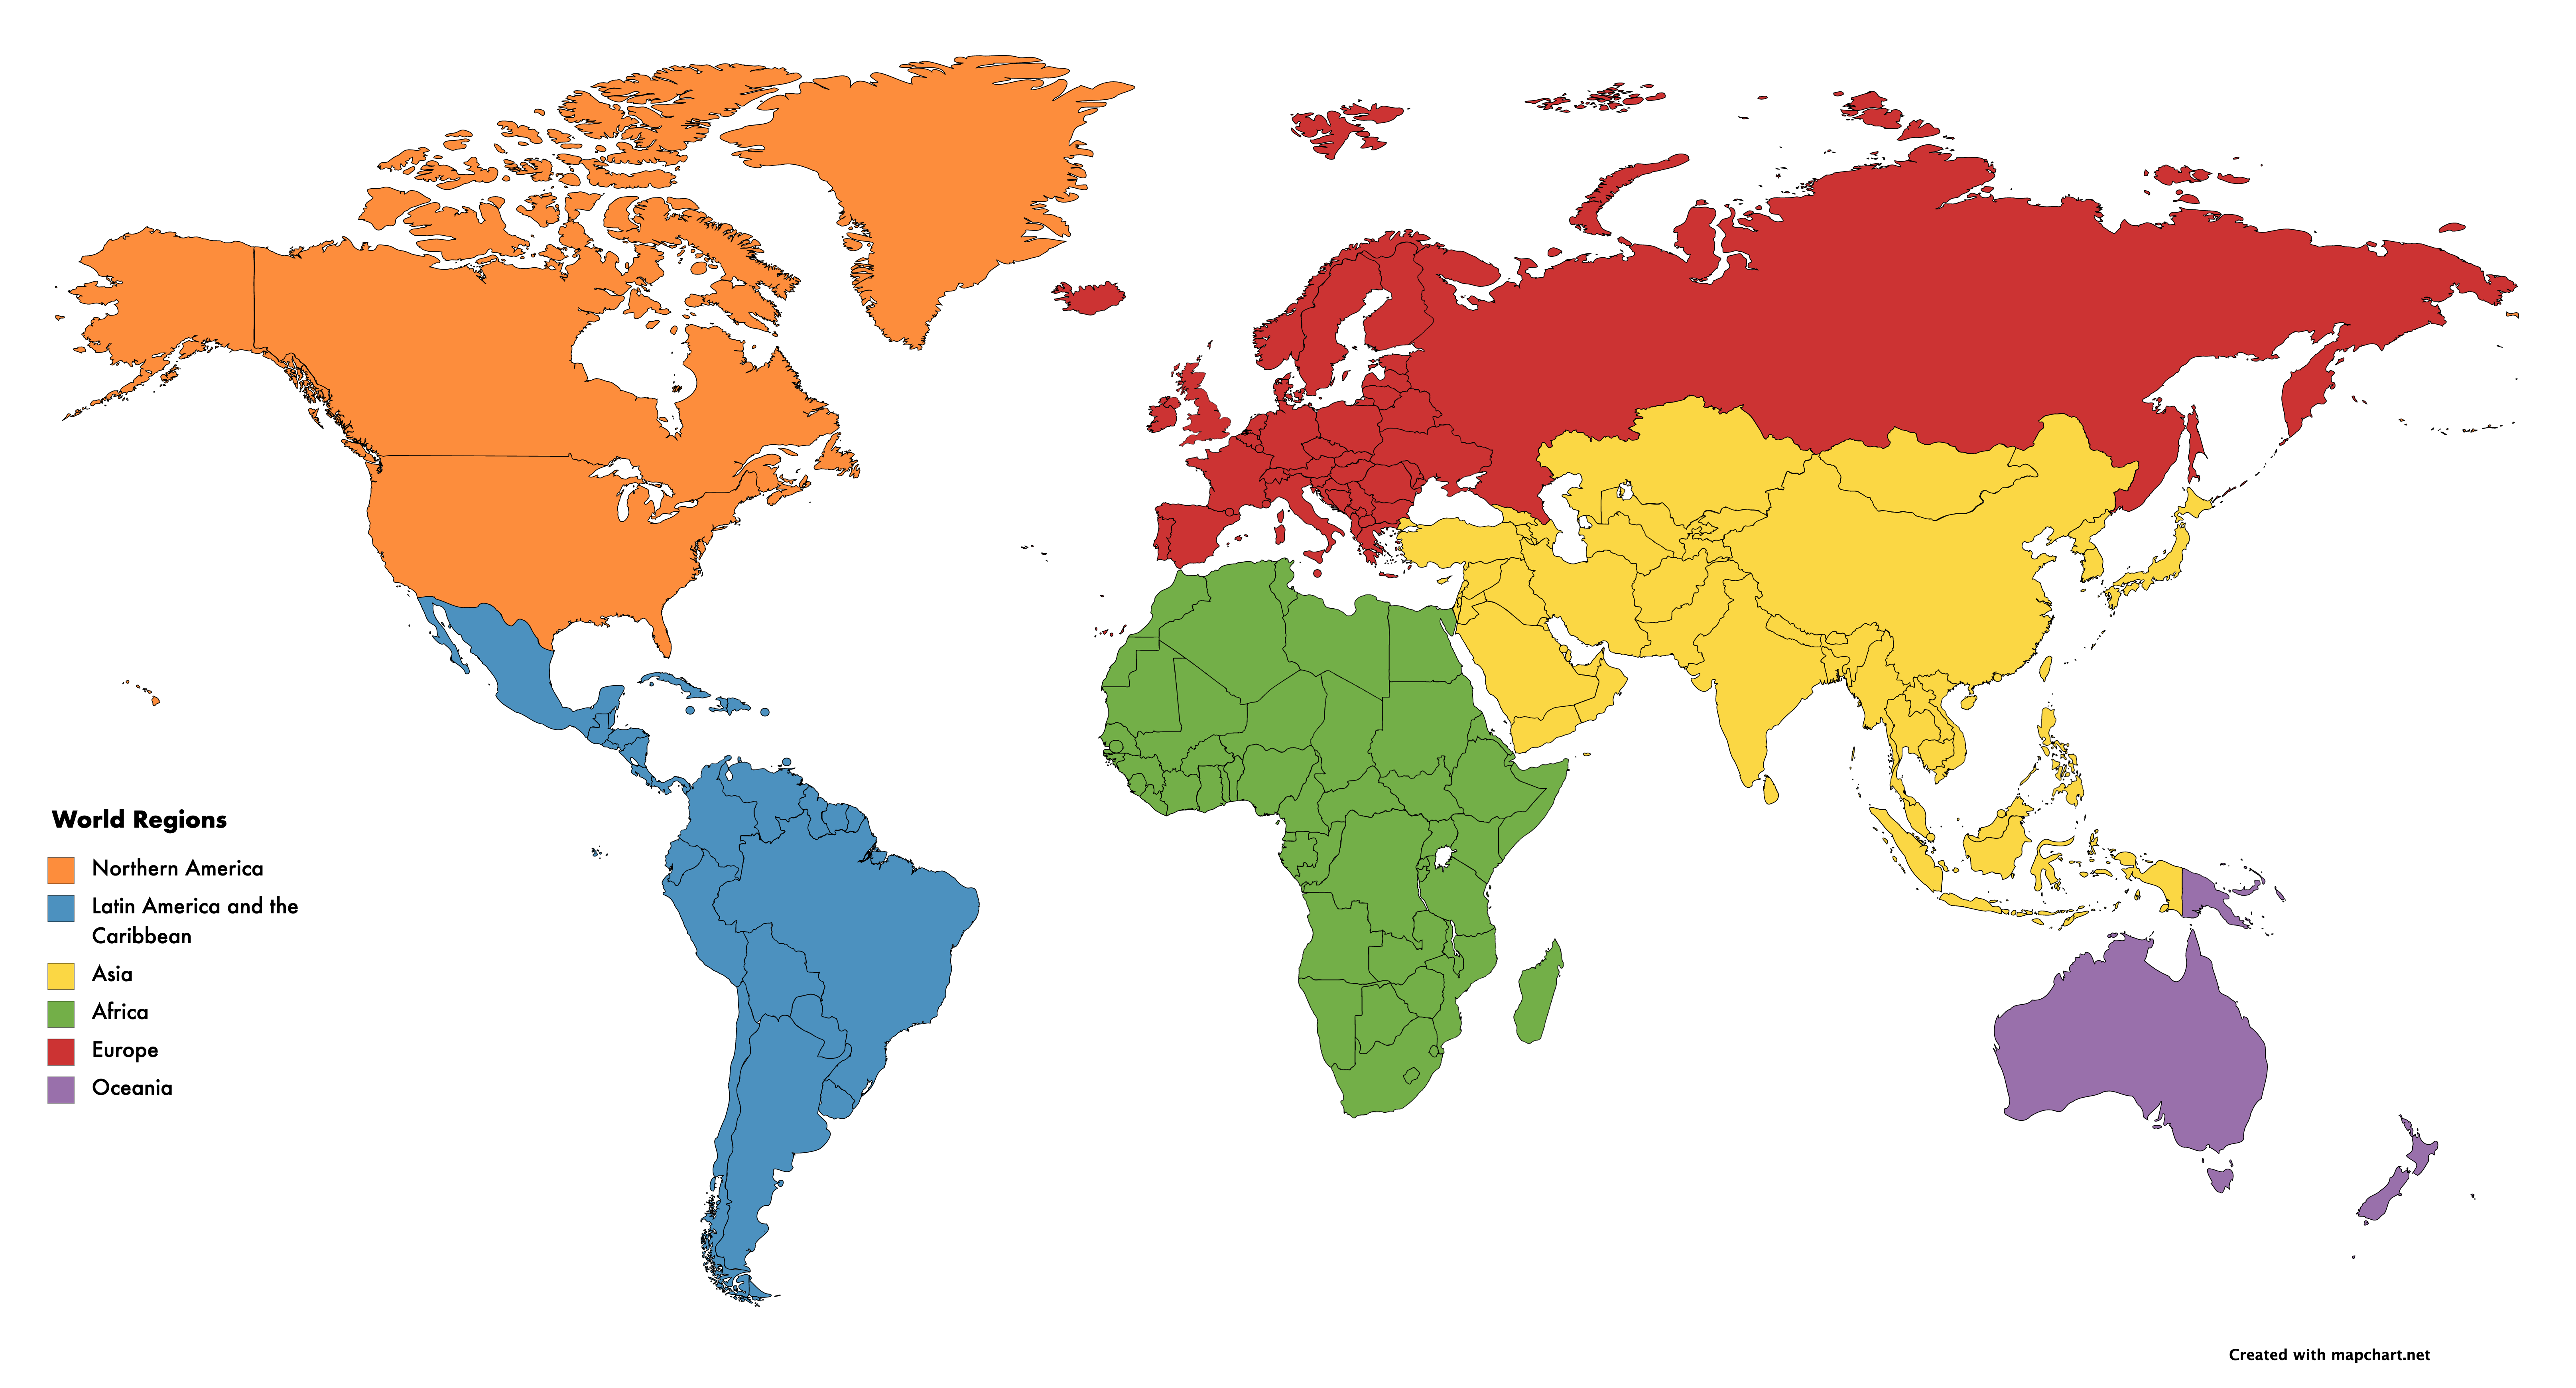 World Regions
Northern America
Latin America and the
Caribbean
Asia
Africa
Europe
Oceania
Created with mapchart.net